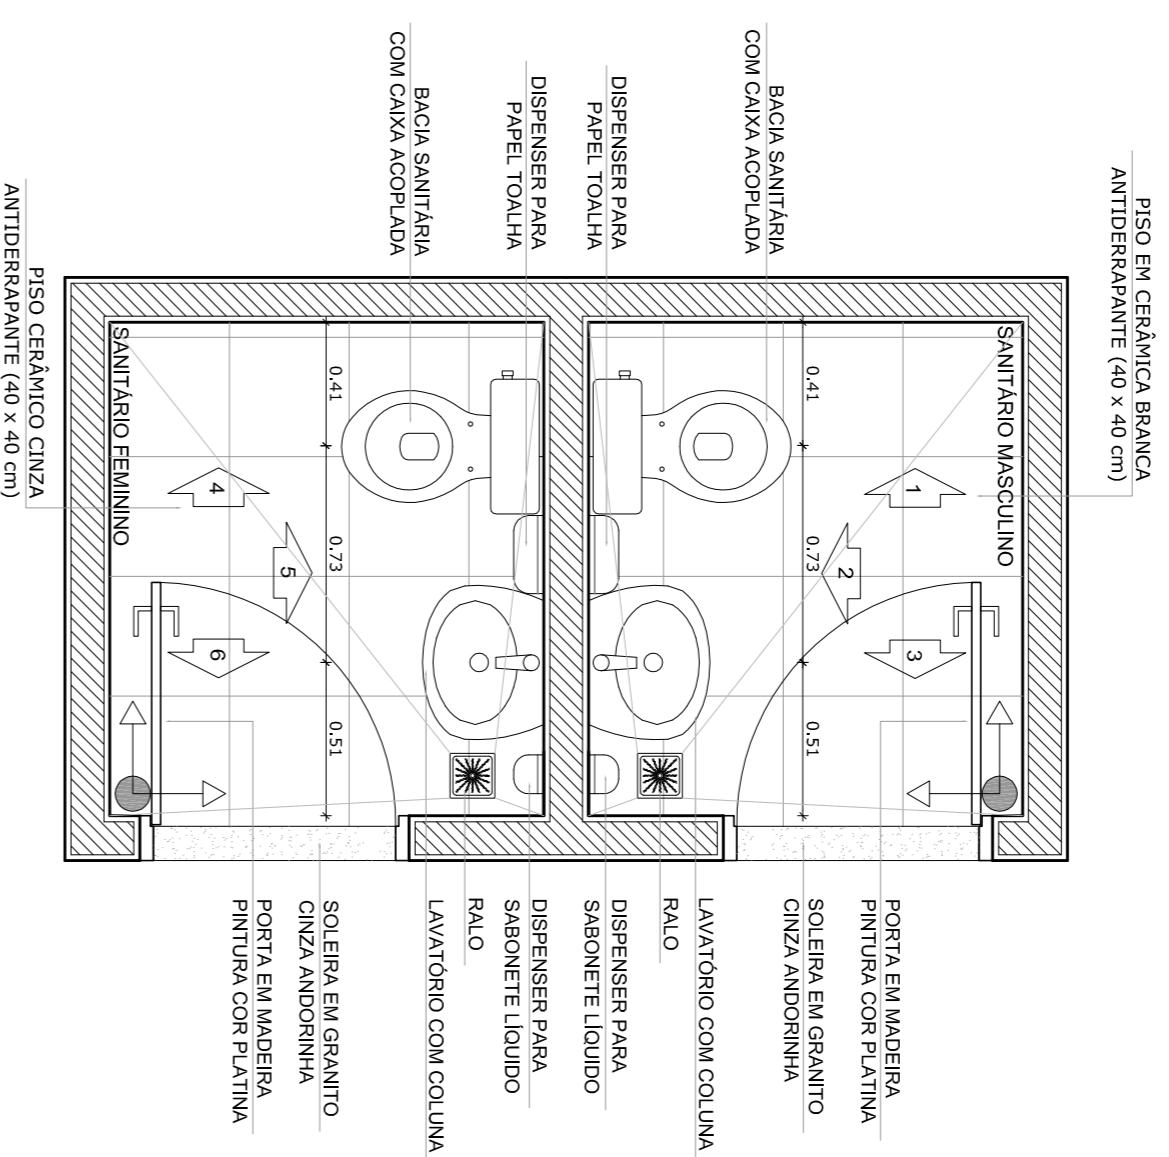 PISO EM CERÂMICA BRANCA
ANTIDERRAPANTE (40 x 40 cm)
BACIA SANITÁRIA
COM CAIXA ACOPLADA
DISPENSER PARA
PAPEL TOALHA
DISPENSER PARA
PAPEL TOALHA
BACIA SANITÁRIA
COM CAIXA ACOPLADA
PISO CERÂMICO CINZA
ANTIDERRAPANTE (40 x 40 cm)
SANITÁRIO MASCULINO
1
2
3
0.41
0.73
0.51
SANITÁRIO FEMININO
4
5
6
0.41
0.73
0.51
PORTA EM MADEIRA
PINTURA COR PLATINA
SOLEIRA EM GRANITO
CINZA ANDORINHA
LAVATÓRIO COM COLUNA
RALO
DISPENSER PARA
SABONETE LÍQUIDO
DISPENSER PARA
SABONETE LÍQUIDO
RALO
LAVATÓRIO COM COLUNA
SOLEIRA EM GRANITO
CINZA ANDORINHA
PORTA EM MADEIRA
PINTURA COR PLATINA